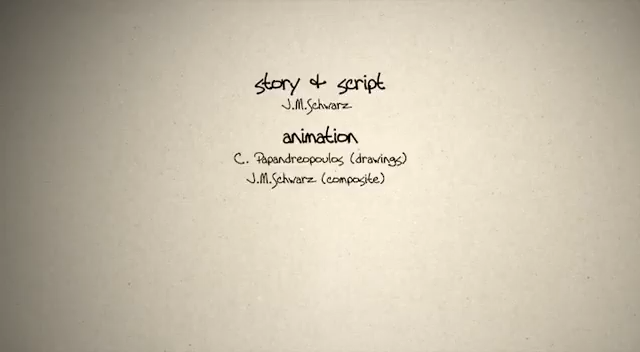 story & script
J.M.Schwarz
animation
C. Papandreopoulos (drawings)
J.M.Schwarz (composite)